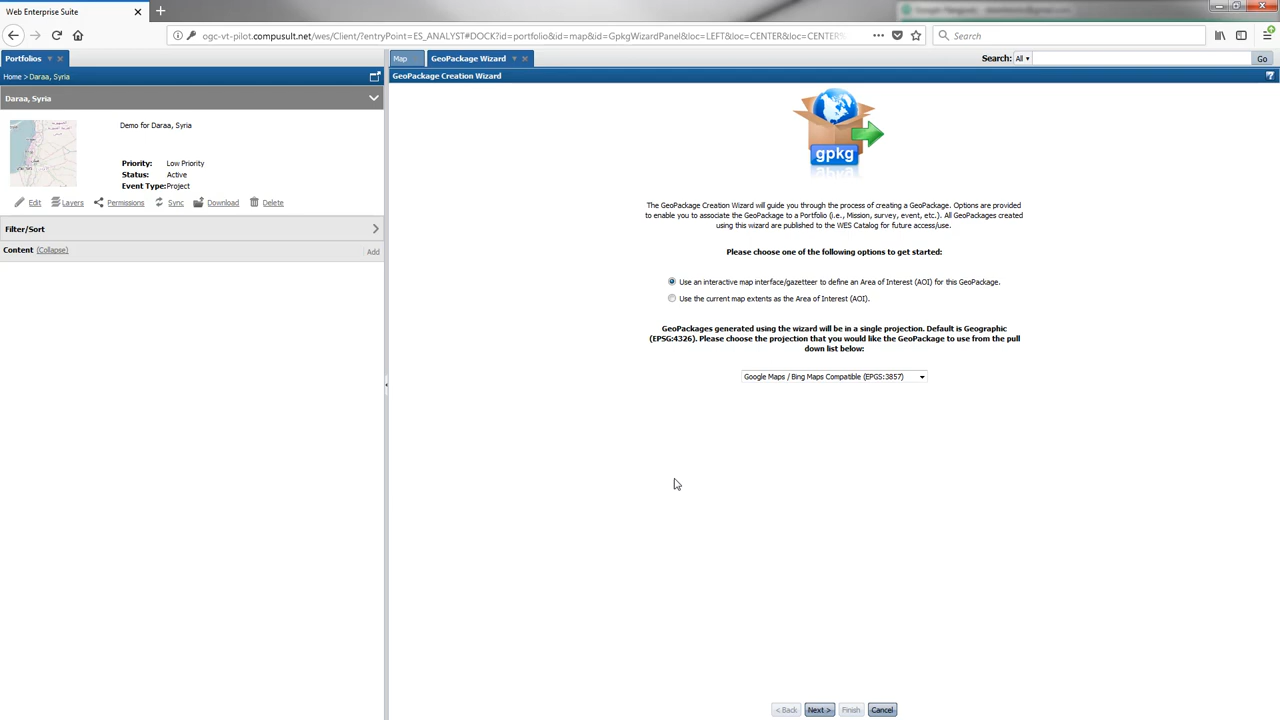 Web Enterprise Suite
ogc-vt-pilot.compusult.net/wes/Client/?entryPoint=ES_ANALYST#DOCK?id=portfolio&id=map&id=GpkgWizardPanel&loc=LEFT&loc=CENTER&loc=CENTER&
Search
Portfolios
Map
GeoPackage Wizard
Search:
All
Go
Home > Daraa, Syria
GeoPackage Creation Wizard
?
Daraa, Syria
Demo for Daraa, Syria
Priority: Low Priority
Status: Active
Event Type:Project
Edit
Layers
Permissions
Sync
Download
Delete
Filter/Sort
Content (Collapse)
Add
gpkg
The GeoPackage Creation Wizard will guide you through the process of creating a GeoPackage. Options are provided
to enable you to associate the GeoPackage to a Portfolio (i.e., Mission, survey, event, etc.). All GeoPackages created
using this wizard are published to the WES Catalog for future access/use.
Please choose one of the following options to get started:
Use an interactive map interface/gazetteer to define an Area of Interest (AOI) for this GeoPackage.
Use the current map extents as the Area of Interest (AOI).
GeoPackages generated using the wizard will be in a single projection. Default is Geographic
(EPSG:4326). Please choose the projection that you would like the GeoPackage to use from the pull
down list below:
Google Maps / Bing Maps Compatible (EPGS:3857)
< Back
Next >
Finish
Cancel